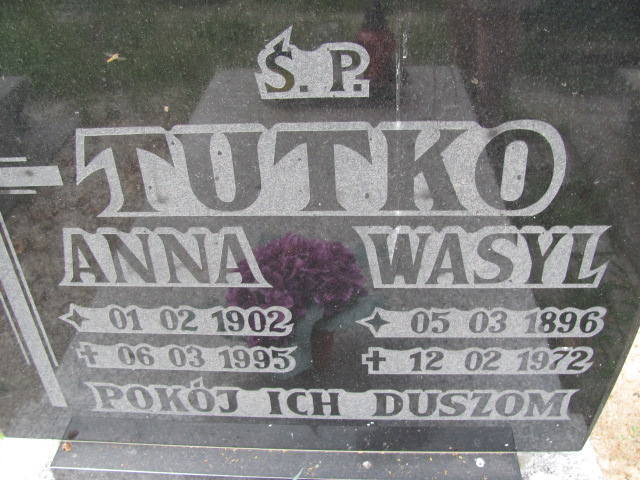 Ś. P.
TUTKO
ANNA WASYL
01 02 1902 05 03 1896
06 03 1995 12 02 1972
POKÓJ ICH DUSZOM